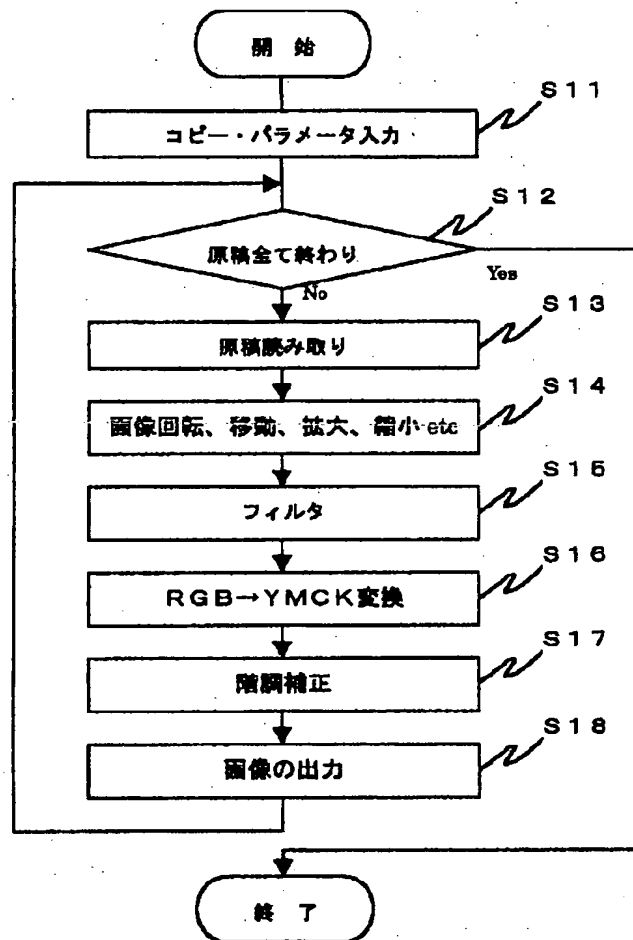 開 始
S11
コピー・パラメータ入力
S12
原稿全て終わり
Yes
No
S13
原稿読み取り
S14
画像回転、移動、拡大、縮小 etc
S15
フィルタ
S16
RGB→YMCK変換
S17
階調補正
S18
画像の出力
終 了